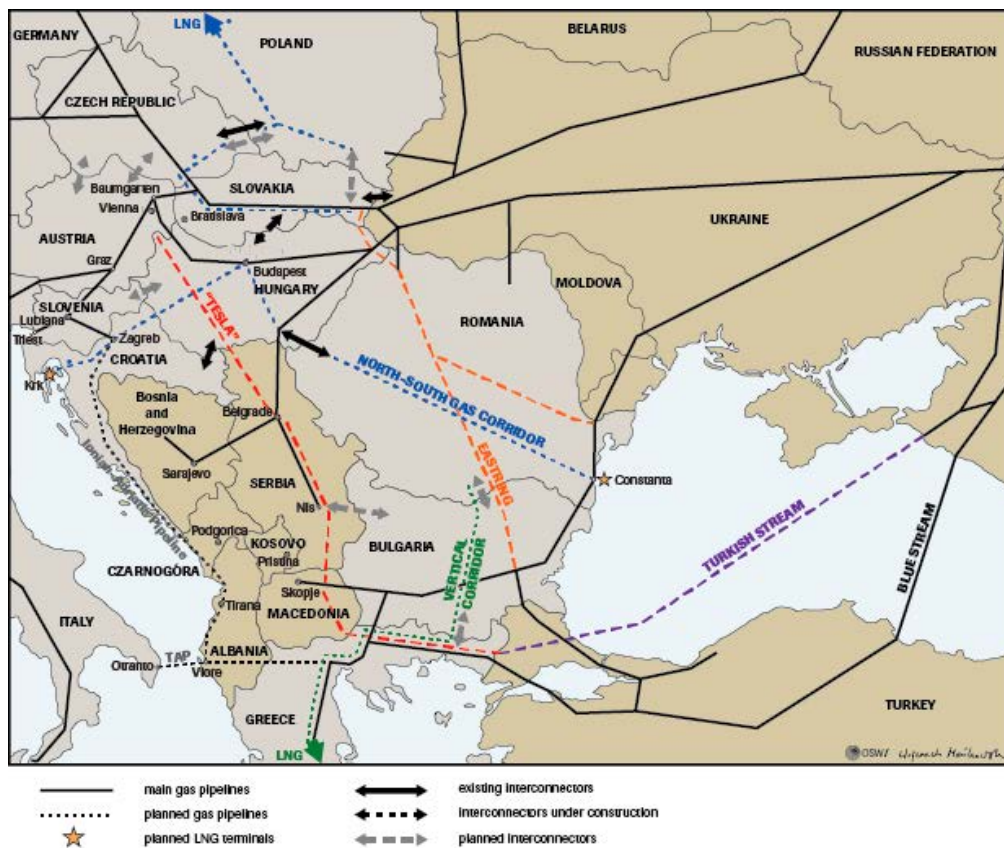 LNG
GERMANY
POLAND
BELARUS
RUSSIAN FEDERATION
CZECH REPUBLIC
SLOVAKIA
Baumgarten
Vienna
Bratislava
UKRAINE
AUSTRIA
Graz
Budapest
HUNGARY
MOLDOVA
SLOVENIA
Lubiana
Triest
"TESLA"
ROMANIA
Zagreb
CROATIA
Krk
NORTH-SOUTH GAS CORRIDOR
Bosnia
and
Herzegovina
Belgrade
EASTRING
Sarajevo
SERBIA
Constanta
Ionian-Adriatic Pipeline
Nis
Podgorica
KOSOVO
Pristina
BULGARIA
VERTICAL
CORRIDOR
TURKISH STREAM
BLUE STREAM
CZARNOGÓRA
Skopje
MACEDONIA
Tirana
ITALY
ALBANIA
Otranto
TAP
Vlore
GREECE
TURKEY
LNG
OSW
main gas pipelines
planned gas pipelines
planned LNG terminals
existing interconnectors
interconnectors under construction
planned interconnectors